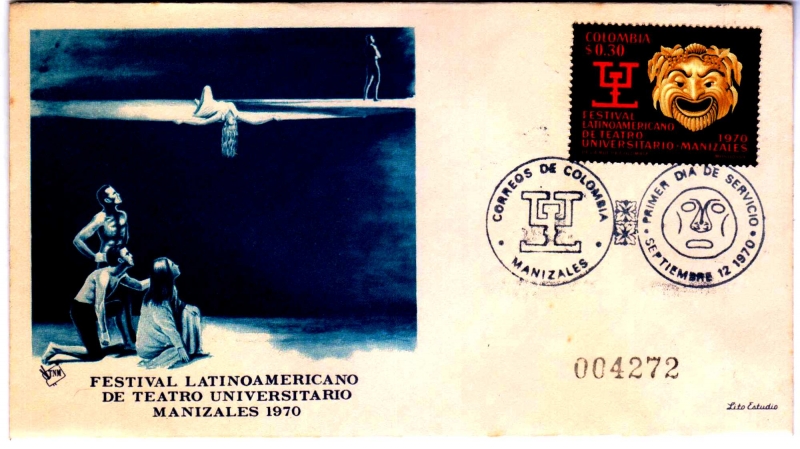 COLOMBIA
$ 0.30
FESTIVAL
LATINOAMERICANO
DE TEATRO 1970
UNIVERSITARIO-MANIZALES
CORREOS DE COLOMBIA
MANIZALES
PRIMER DIA DE SERVICIO
SEPTIEMBRE 12 1970
004272
FESTIVAL LATINOAMERICANO
DE TEATRO UNIVERSITARIO
MANIZALES 1970
Lito Estudio